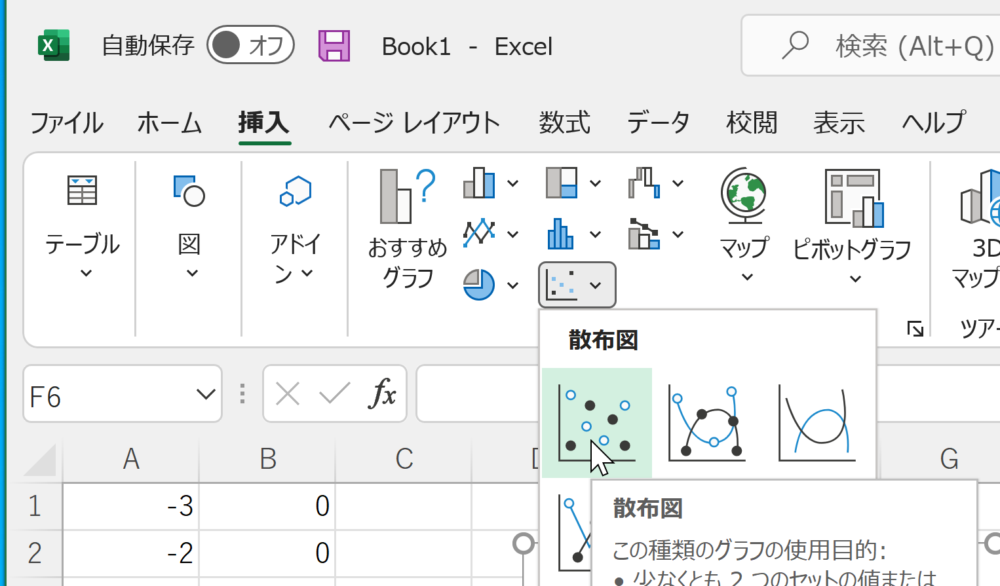 自動保存 オフ Book1 - Excel 検索 (Alt+Q)
ファイル ホーム 挿入 ページ レイアウト 数式 データ 校閲 表示 ヘルプ
テーブル 図 アドイン おすすめグラフ マップ ピボットグラフ 3Dマップ
ツアー
散布図
F6 fx
A B C G
1 -3 0
2 -2 0
散布図
この種類のグラフの使用目的:
• 少なくとも 2 つのセットの値または